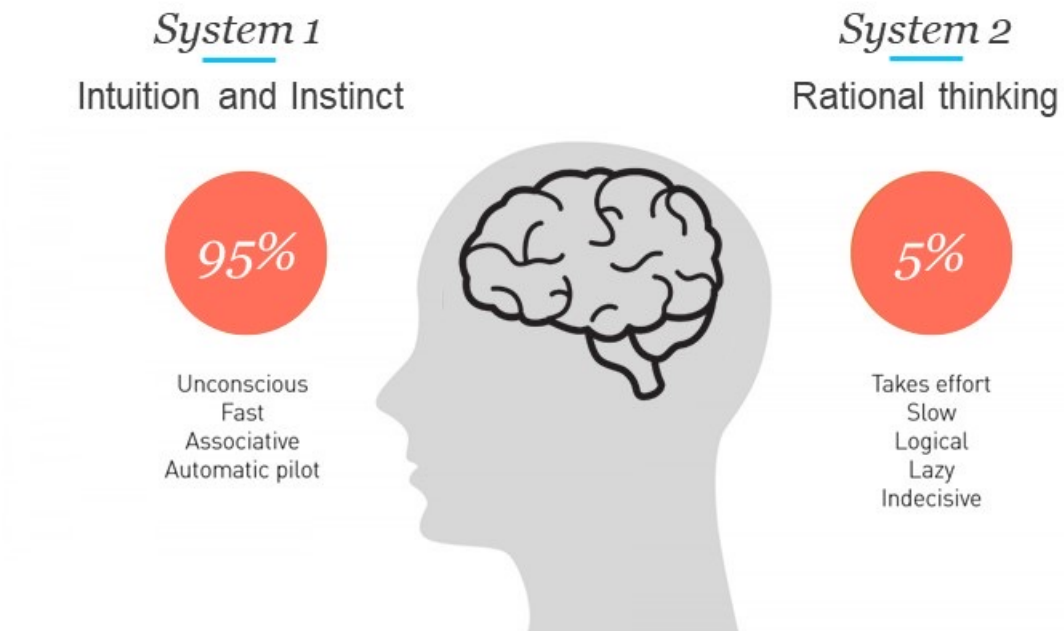 System 1
Intuition and Instinct
95%
Unconscious
Fast
Associative
Automatic pilot
System 2
Rational thinking
5%
Takes effort
Slow
Logical
Lazy
Indecisive